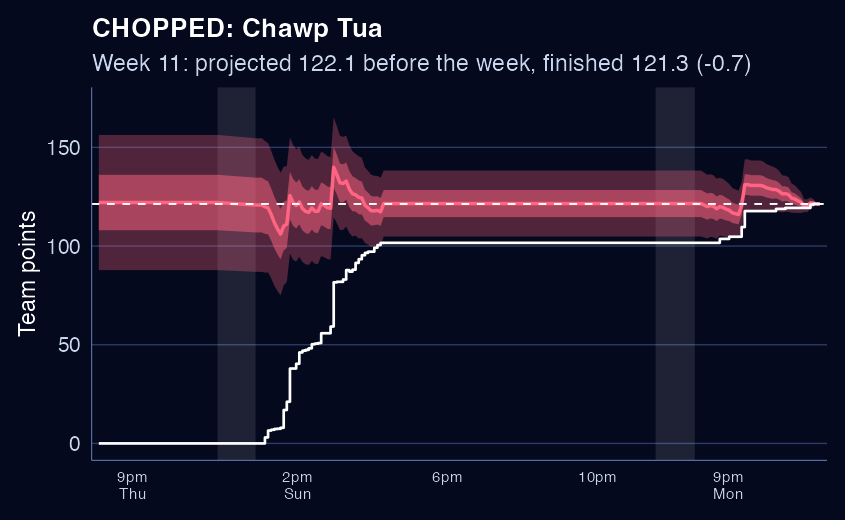 CHOPPED: Chawp Tua
Week 11: projected 122.1 before the week, finished 121.3 (-0.7)
Team points
150
100
50
0
9pm
Thu
2pm
Sun
6pm
10pm
9pm
Mon